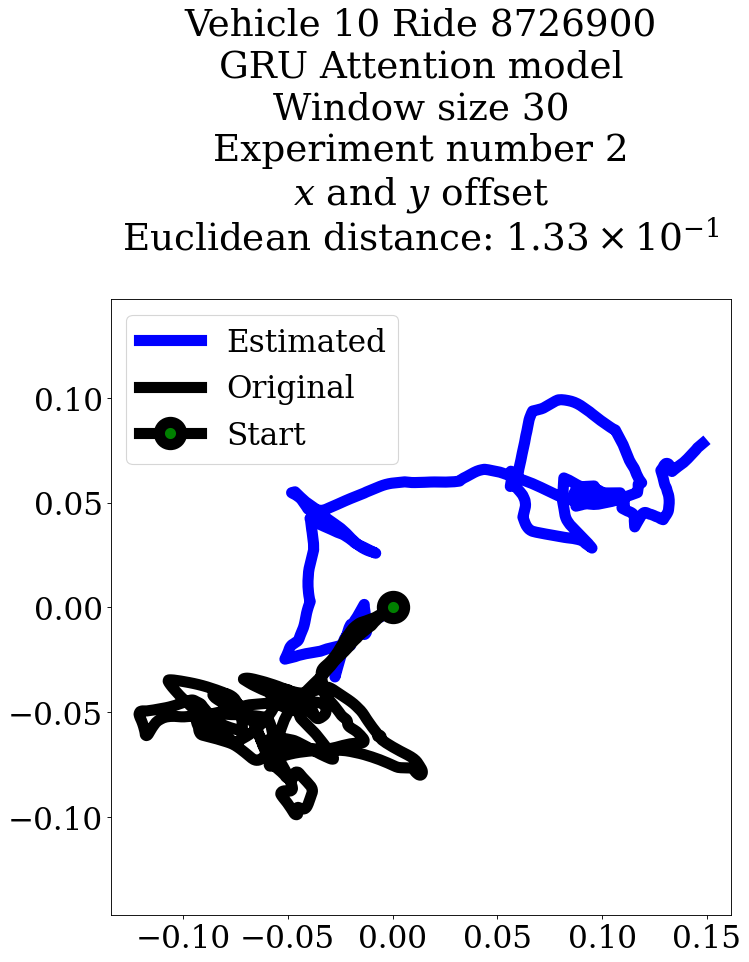 Vehicle 10 Ride 8726900
GRU Attention model
Window size 30
Experiment number 2
x and y offset
Euclidean distance: 1.33 × 10⁻¹
Estimated
Original
Start
0.10
0.05
0.00
−0.05
−0.10
−0.10 −0.05 0.00 0.05 0.10 0.15